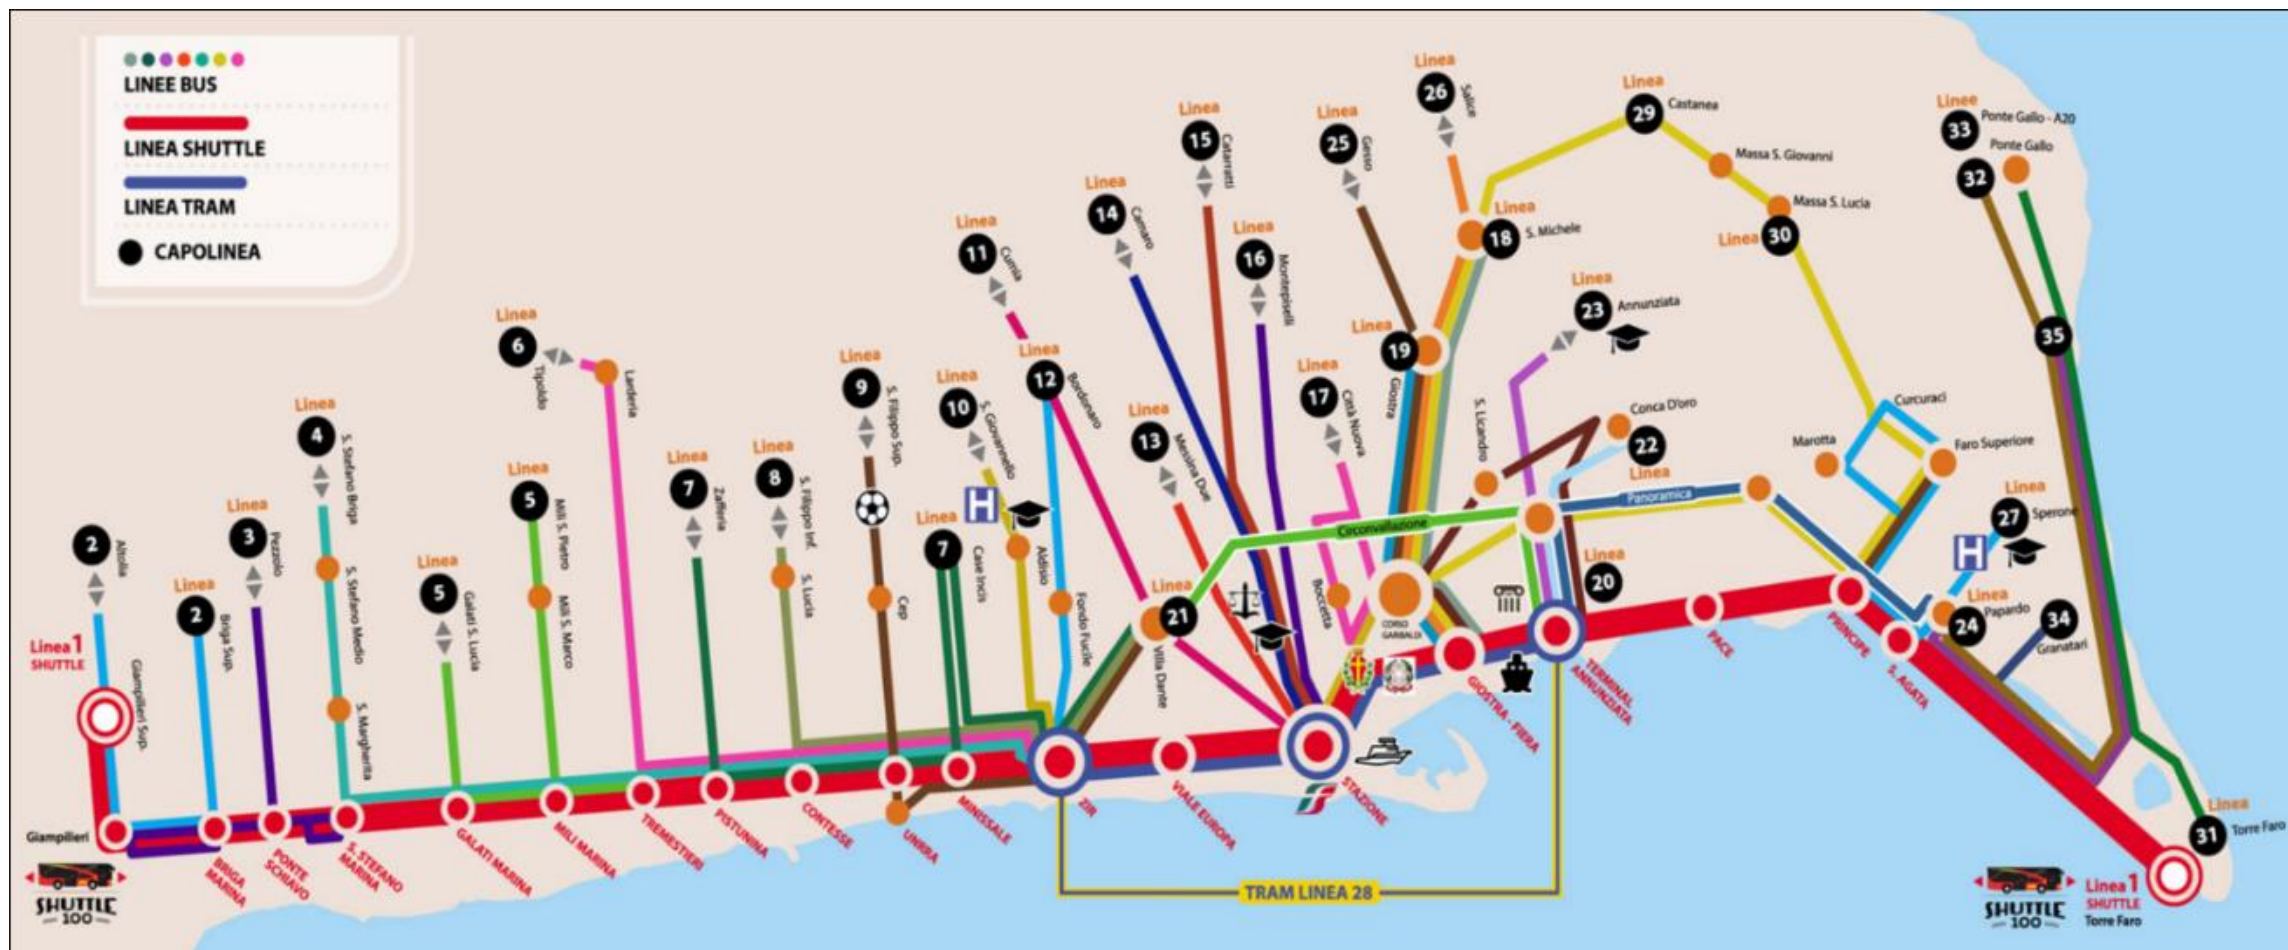 LINEE BUS
LINEA SHUTTLE
LINEA TRAM
CAPOLINEA
Linea 1
SHUTTLE
2
Altolia
Giampilieri Sup.
Giampilieri
SHUTTLE
100
Linea
2
Briga Sup.
BRIGA
MARINA
Linea
3
Pezzolo
PONTE
SCHIAVO
Linea
4
S. Stefano Briga
S. Stefano Medio
S. Margherita
S. STEFANO
MARINA
Linea
5
Galati S. Lucia
GALATI MARINA
Linea
5
Mili S. Pietro
Mili S. Marco
MILI MARINA
Linea
6
Tipoldo
Larderia
TREMESTIERI
Linea
7
Zafferia
PISTUNINA
Linea
8
S. Filippo Inf.
S. Lucia
CONTESSE
Linea
9
S. Filippo Sup.
Cep
UNIRIA
Linea
7
Case Incis
MINISSALE
Linea
10
S. Giovannello
H
Aldisio
Linea
11
Cumia
Linea
12
Bordonaro
Fondo Fucile
ZIR
Linea
13
Messina Due
Linea
14
Camaro
Linea
15
Catarratti
Linea
16
Montepiselli
Linea
21
Villa Dante
VIALE EUROPA
Circonvallazione
STAZIONE
Linea
17
Città Nuova
Boccetta
CORSO
GARIBALDI
Linea
25
Gesso
Linea
26
Salice
Linea
18
S. Michele
Linea
19
Giostra
GIOSTRA - FIERA
Linea
29
Castanea
Massa S. Giovanni
Massa S. Lucia
Linea 30
Linea
23
Annunziata
S. Licandro
Conca D'oro
22
Linea
Panoramica
Linea
20
TERMINAL
ANNUNZIATA
PACE
PRINCIPE
S. AGATA
Marotta
Curcuraci
Faro Superiore
Linea
27
Sperone
H
Linea
24
Papardo
34
Granatari
Linee
33
Ponte Gallo - A20
Ponte Gallo
32
35
Linea
31
Torre Faro
TRAM LINEA 28
SHUTTLE
100
Linea 1
SHUTTLE
Torre Faro